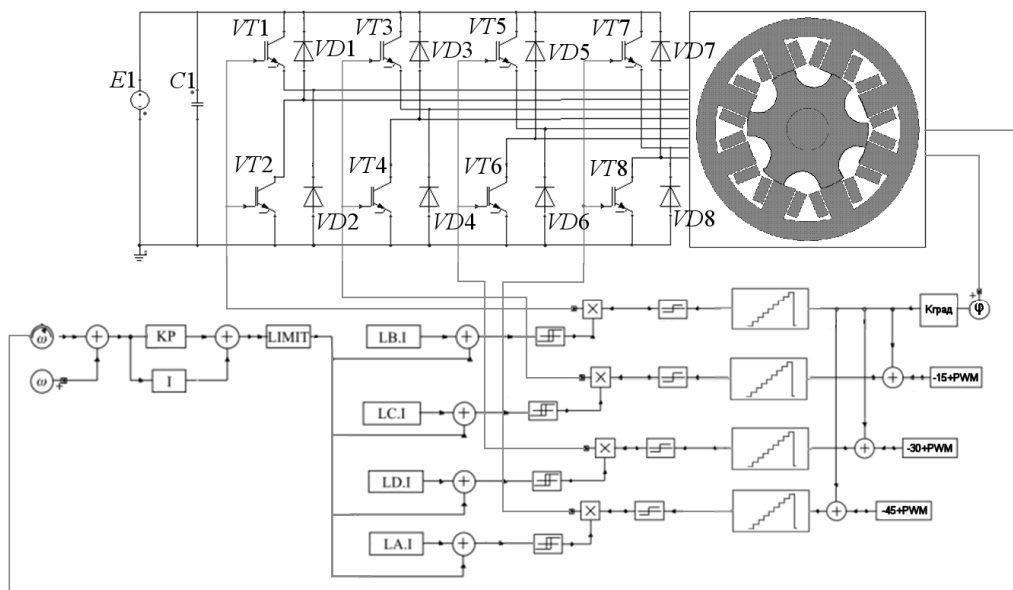 VT1
VT3
VT5
VT7
VD1
VD3
VD5
VD7
E1
C1
VT2
VT4
VT6
VT8
VD2
VD4
VD6
VD8
Kград
φ
ω
KP
LIMIT
LB.I
ω
I
-15+PWM
LC.I
-30+PWM
LD.I
-45+PWM
LA.I